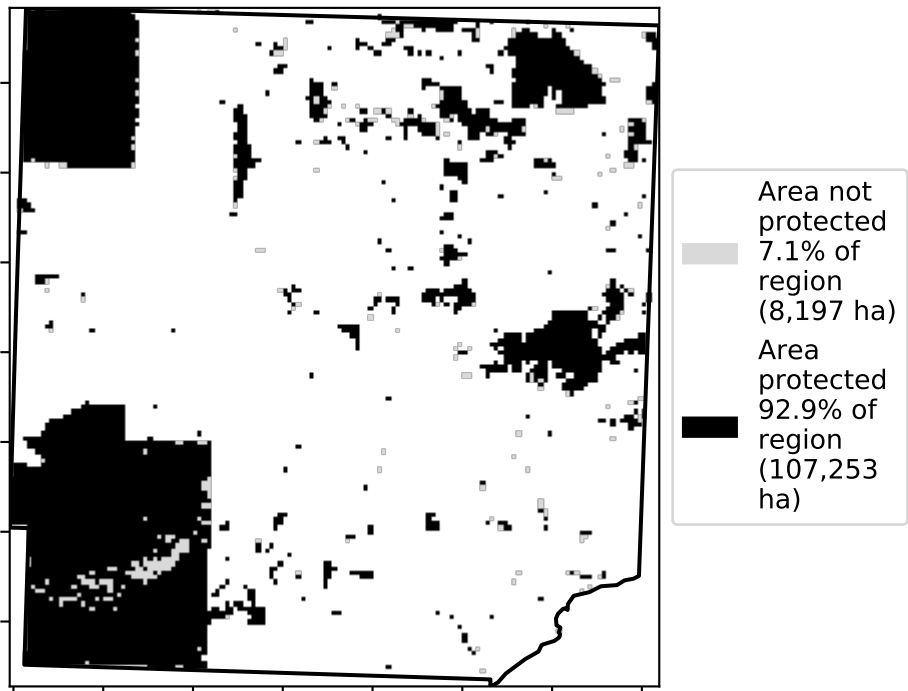 Area not
protected
7.1% of
region
(8,197 ha)
Area
protected
92.9% of
region
(107,253
ha)